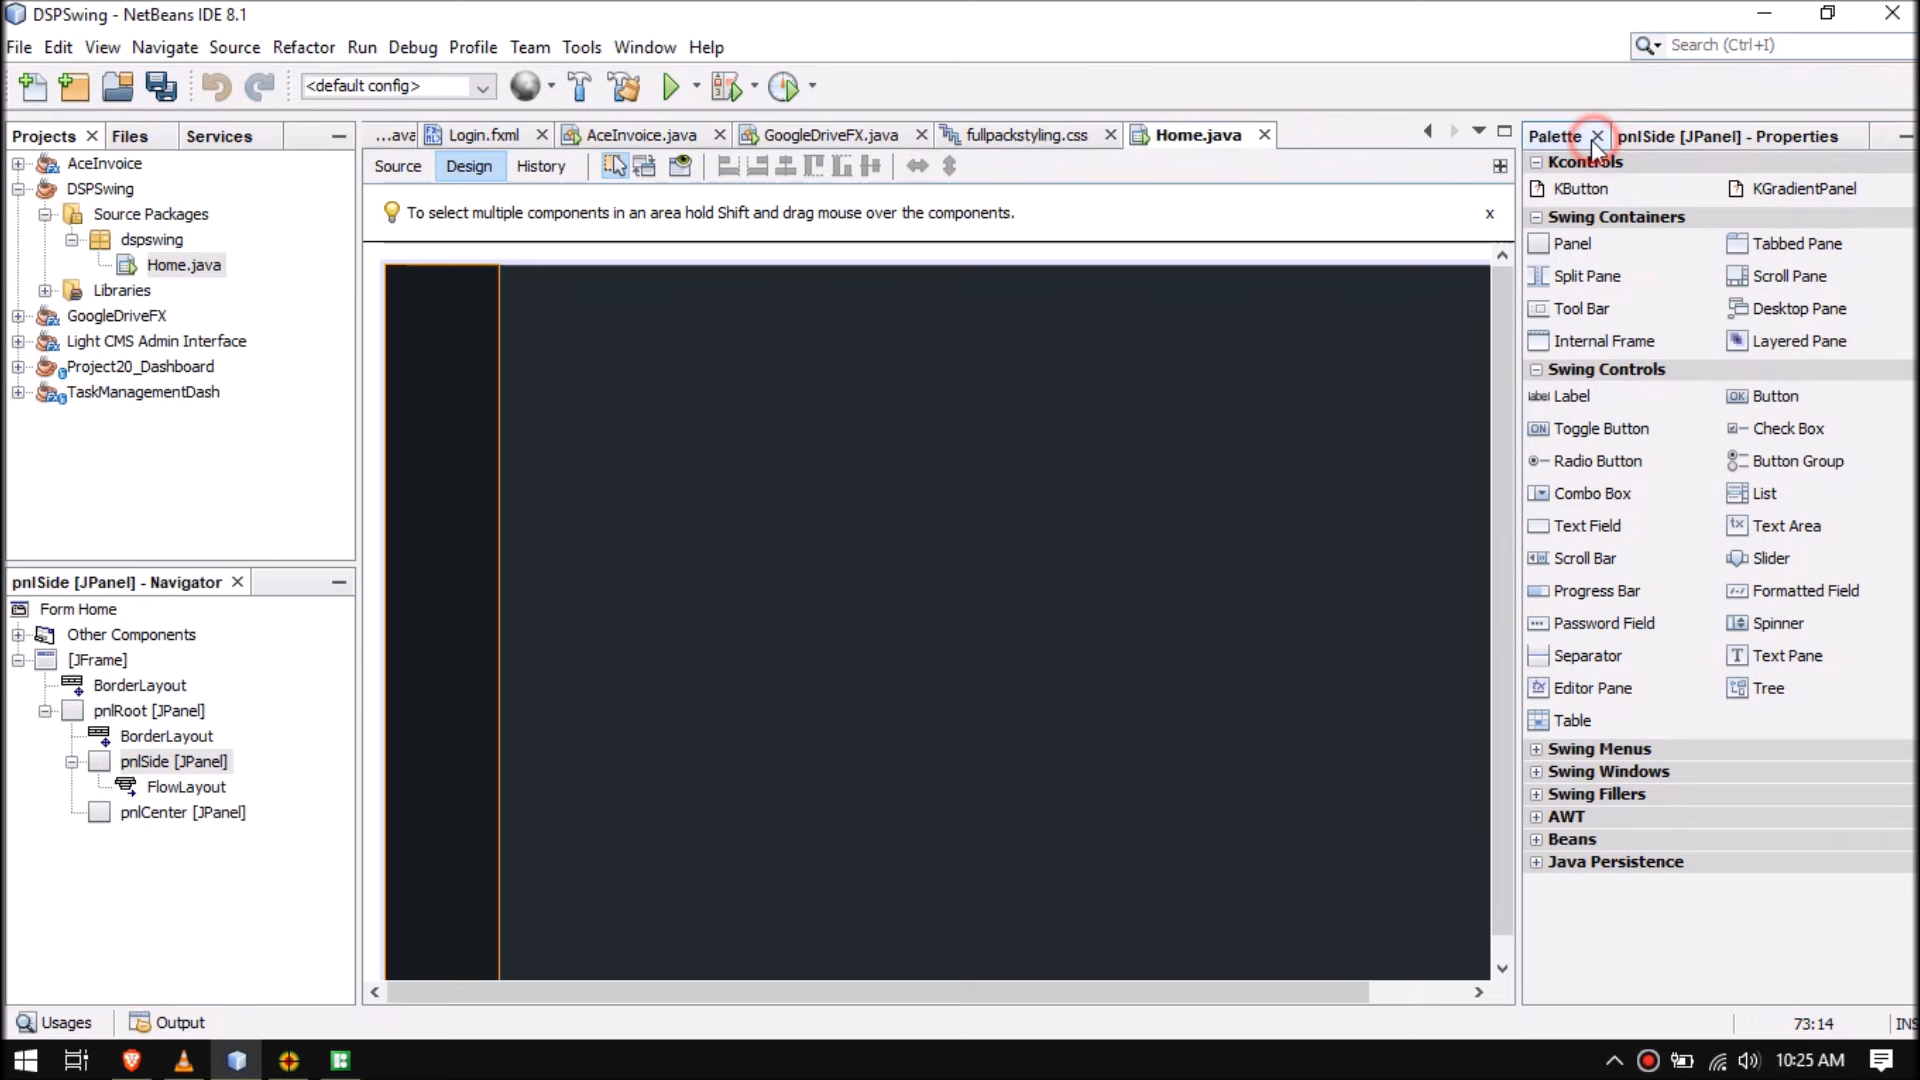 DSPSwing - NetBeans IDE 8.1
File Edit View Navigate Source Refactor Run Debug Profile Team Tools Window Help
Search (Ctrl+I)
<default config>
Projects Files Services
AceInvoice
DSPSwing
Source Packages
dspswing
Home.java
Libraries
GoogleDriveFX
Light CMS Admin Interface
Project20_Dashboard
TaskManagementDash
pnlSide [JPanel] - Navigator
Form Home
Other Components
[JFrame]
BorderLayout
pnlRoot [JPanel]
BorderLayout
pnlSide [JPanel]
FlowLayout
pnlCenter [JPanel]
...ava Login.fxml AceInvoice.java GoogleDriveFX.java fullpackstyling.css Home.java
Source Design History
To select multiple components in an area hold Shift and drag mouse over the components. x
Palette pnlSide [JPanel] - Properties
Kcontrols
KButton KGradientPanel
Swing Containers
Panel Tabbed Pane
Split Pane Scroll Pane
Tool Bar Desktop Pane
Internal Frame Layered Pane
Swing Controls
label Label OK Button
ON Toggle Button Check Box
Radio Button Button Group
Combo Box List
Text Field tx Text Area
Scroll Bar Slider
Progress Bar Formatted Field
Password Field Spinner
Separator T Text Pane
Editor Pane Tree
Table
Swing Menus
Swing Windows
Swing Fillers
AWT
Beans
Java Persistence
Usages Output
73:14 INS
10:25 AM